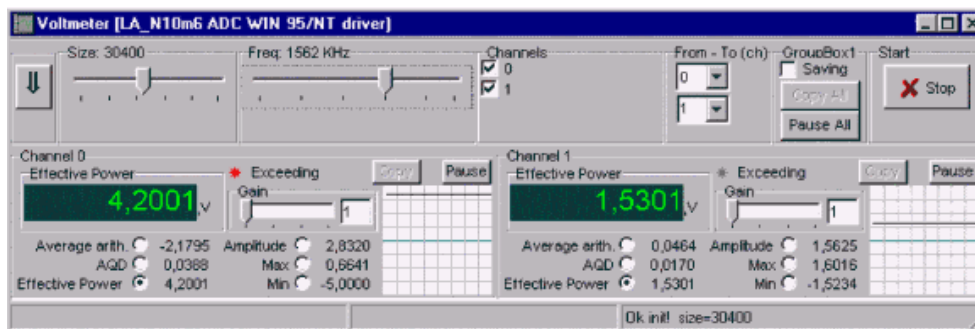 Voltmeter [LA_N10m6 ADC WIN 95/NT driver]
Size: 30400
Freq: 1562 KHz
Channels
0
1
From - To (ch)
0
1
GroupBox1
Saving
Copy All
Pause All
Start
Stop
Channel 0
Effective Power
4,2001 ,V
Exceeding
Copy
Pause
Gain
1
Average arith. -2,1795 Amplitude 2,8320
AQD 0,0388 Max 0,6641
Effective Power 4,2001 Min -5,0000
Channel 1
Effective Power
1,5301 ,V
Exceeding
Copy
Pause
Gain
1
Average arith. 0,0464 Amplitude 1,5625
AQD 0,0170 Max 1,6016
Effective Power 1,5301 Min -1,5234
Ok init! size=30400